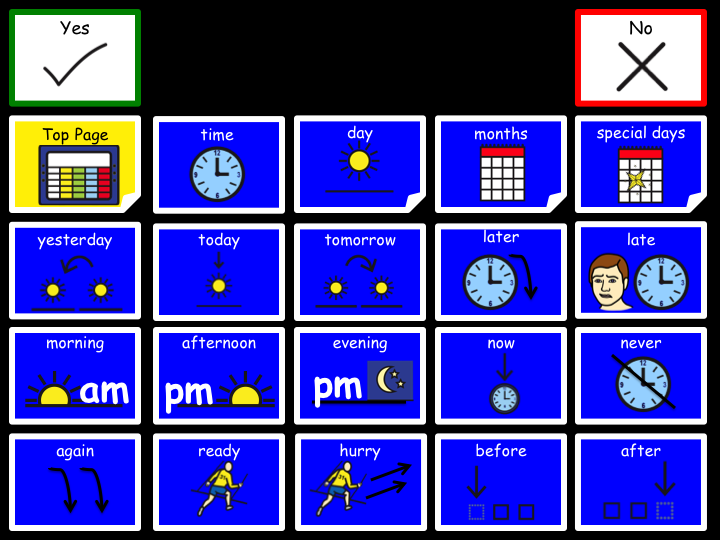 Yes
No
Top Page
time
day
months
special days
yesterday
today
tomorrow
later
late
morning
am
afternoon
pm
evening
pm
now
never
again
ready
hurry
before
after